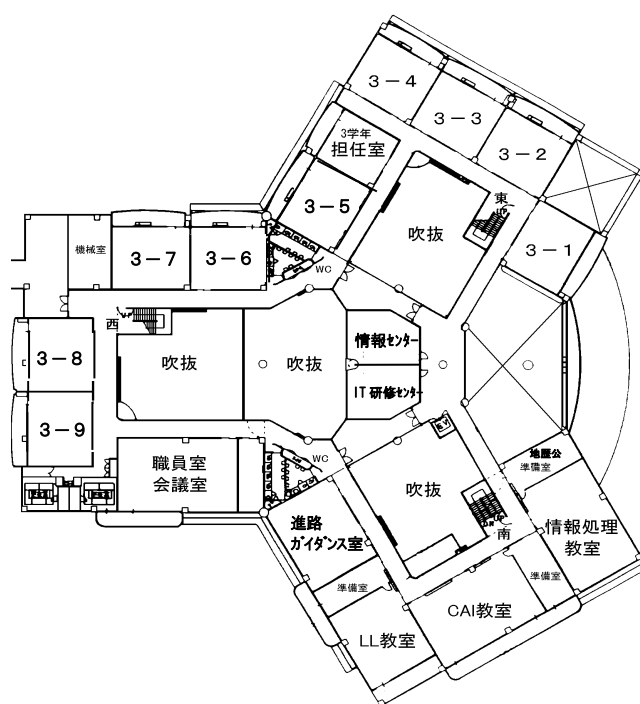 3－4
3－3
3－2
3学年
担任室
3－5
東
吹抜
3－1
機械室
3－7
3－6
WC
西
吹抜
吹抜
情報ｾﾝﾀｰ
IT研修ｾﾝﾀｰ
3－8
3－9
職員室
会議室
WC
吹抜
地歴公
準備室
進路
ｶﾞｲﾀﾞﾝｽ室
南
情報処理
教室
準備室
準備室
CAI教室
LL教室